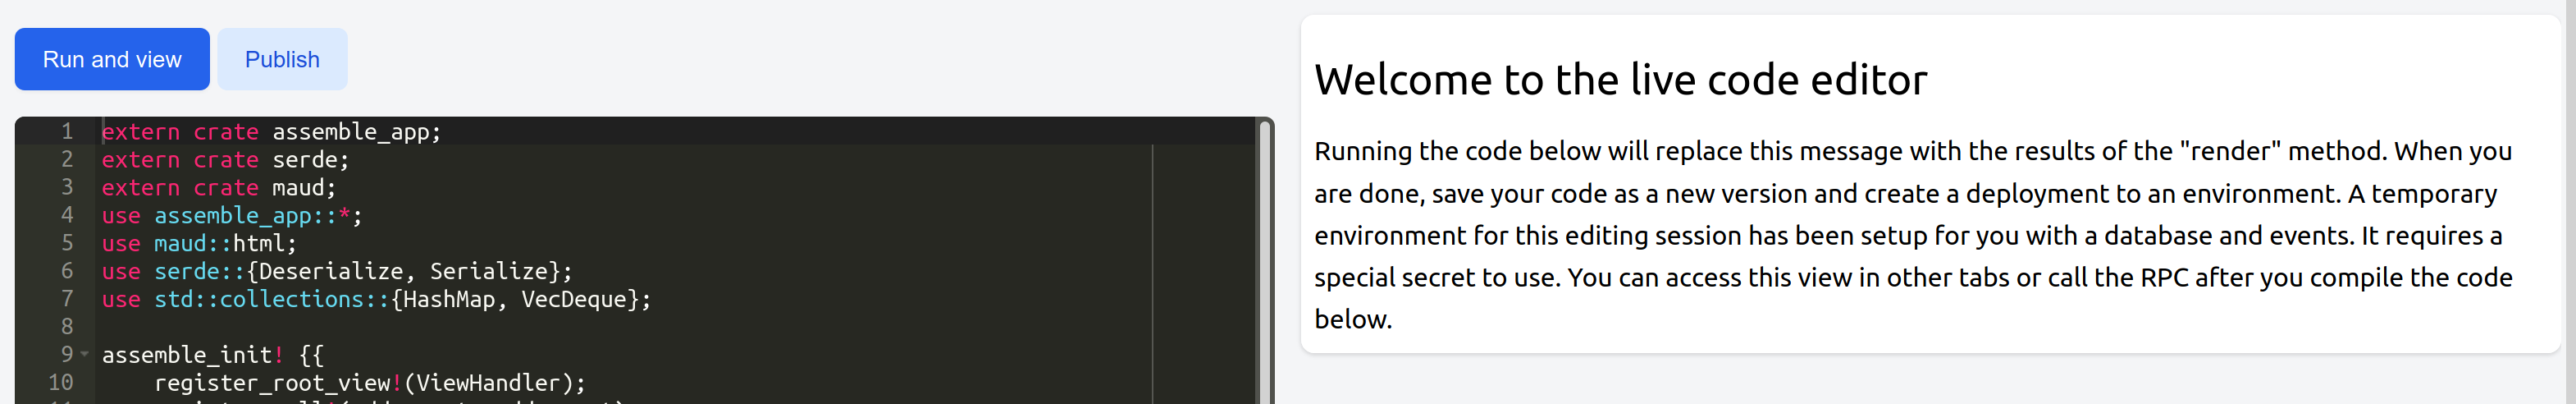 Run and view Publish
1 extern crate assemble_app;
2 extern crate serde;
3 extern crate maud;
4 use assemble_app::*;
5 use maud::html;
6 use serde::{Deserialize, Serialize};
7 use std::collections::{HashMap, VecDeque};
8
9 assemble_init! {{
10 register_root_view!(ViewHandler);
Welcome to the live code editor
Running the code below will replace this message with the results of the "render" method. When you
are done, save your code as a new version and create a deployment to an environment. A temporary
environment for this editing session has been setup for you with a database and events. It requires a
special secret to use. You can access this view in other tabs or call the RPC after you compile the code
below.